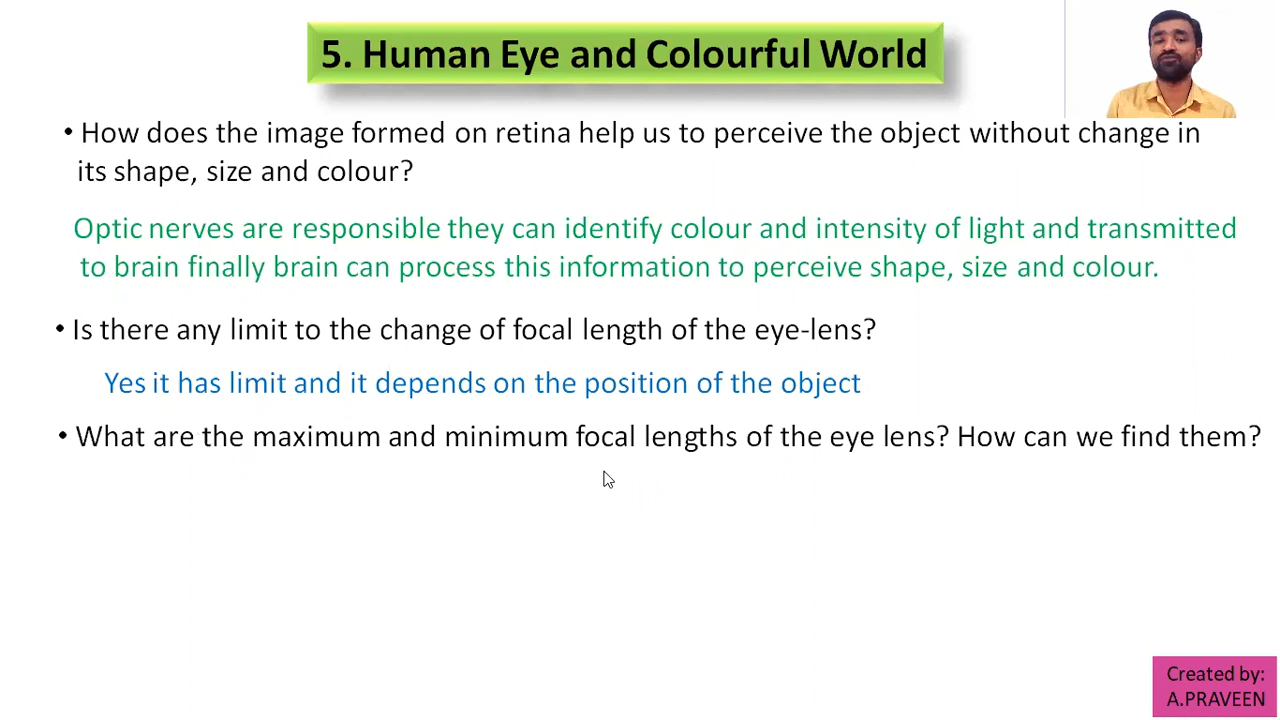 5. Human Eye and Colourful World
• How does the image formed on retina help us to perceive the object without change in
its shape, size and colour?
Optic nerves are responsible they can identify colour and intensity of light and transmitted
to brain finally brain can process this information to perceive shape, size and colour.
• Is there any limit to the change of focal length of the eye-lens?
Yes it has limit and it depends on the position of the object
• What are the maximum and minimum focal lengths of the eye lens? How can we find them?
Created by:
A.PRAVEEN